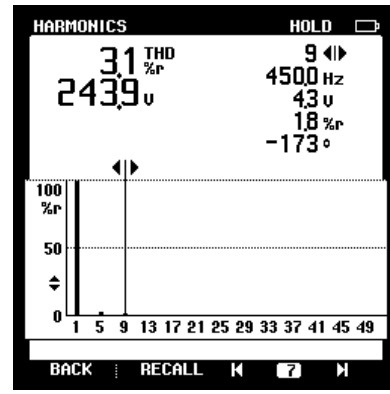 HARMONICS HOLD
3.1 THD %r
243.9 V
9
450.0 Hz
4.3 V
1.8 %r
-173 °
100
%r
50
0
1 5 9 13 17 21 25 29 33 37 41 45 49
BACK RECALL 7